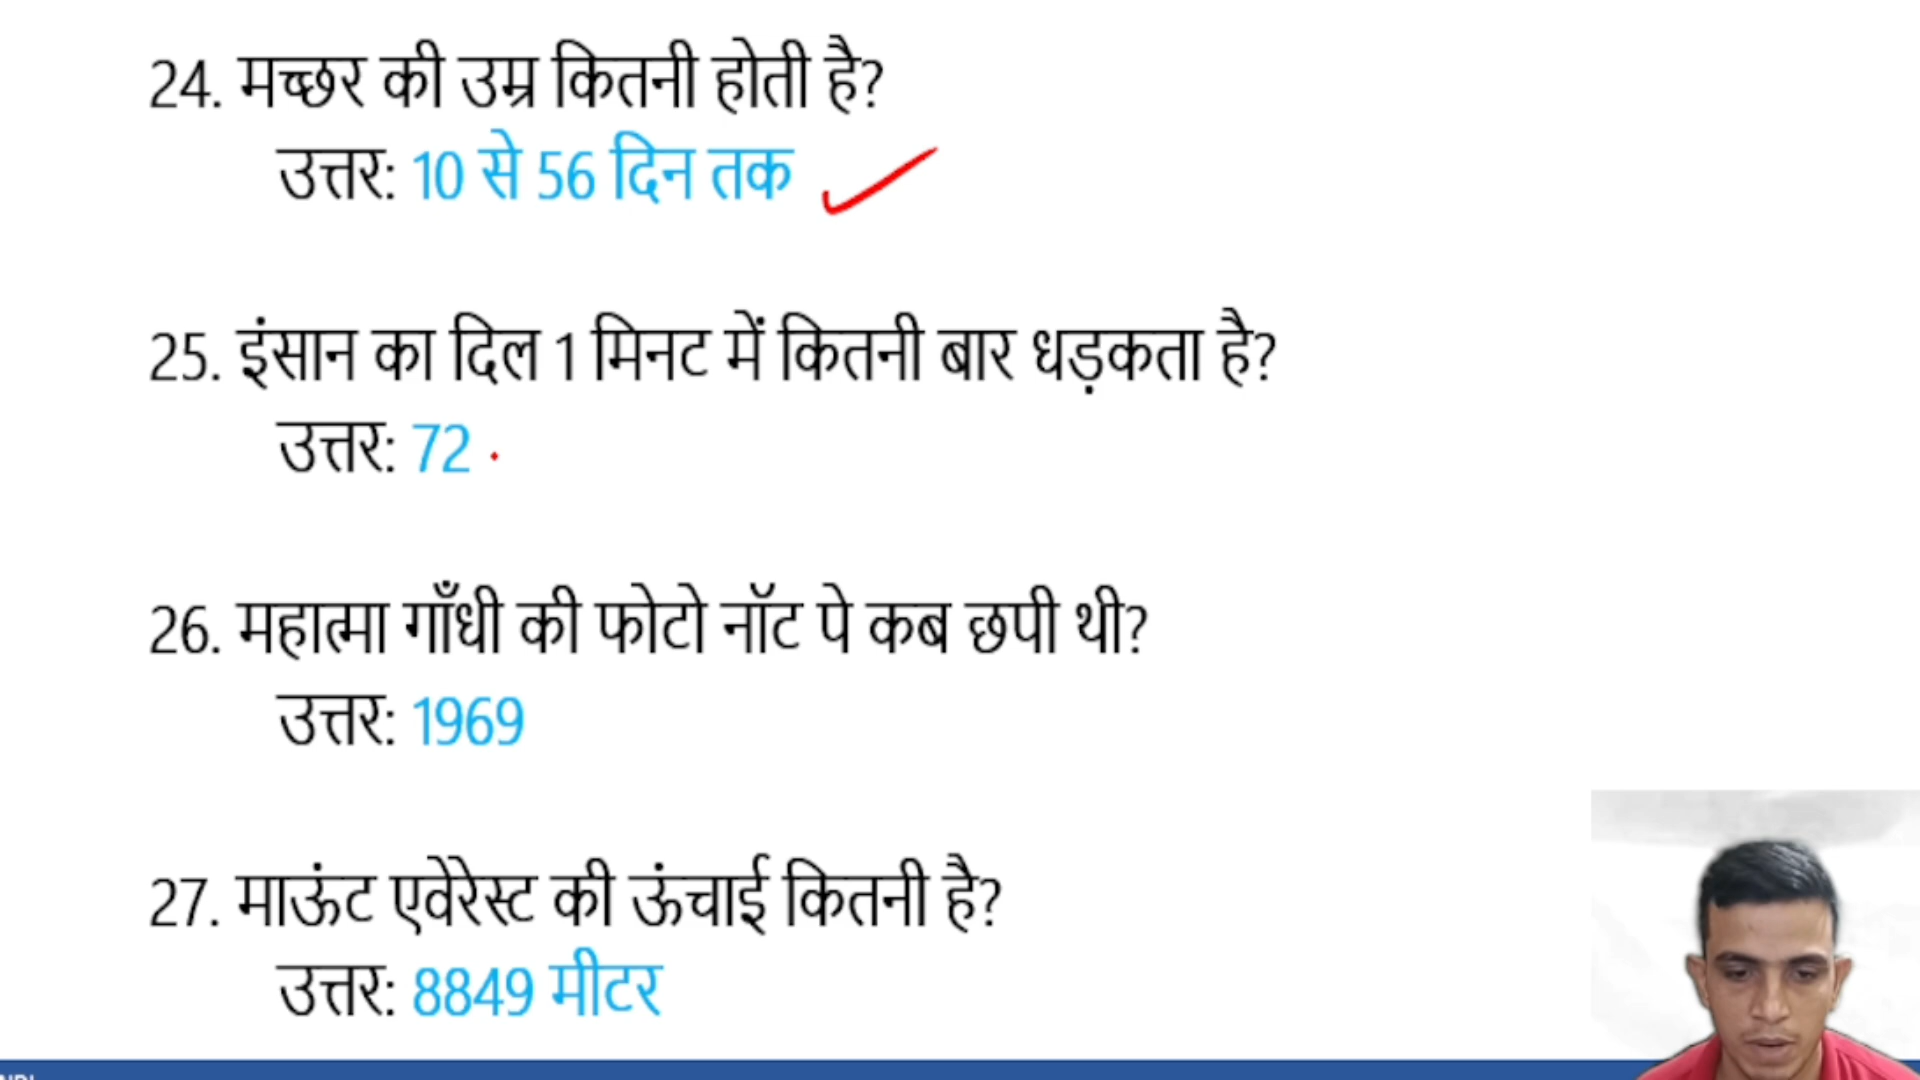 24. मच्छर की उम्र कितनी होती है?
उत्तर: 10 से 56 दिन तक
25. इंसान का दिल 1 मिनट में कितनी बार धड़कता है?
उत्तर: 72
26. महात्मा गाँधी की फोटो नॉट पे कब छपी थी?
उत्तर: 1969
27. माऊंट एवेरेस्ट की ऊंचाई कितनी है?
उत्तर: 8849 मीटर